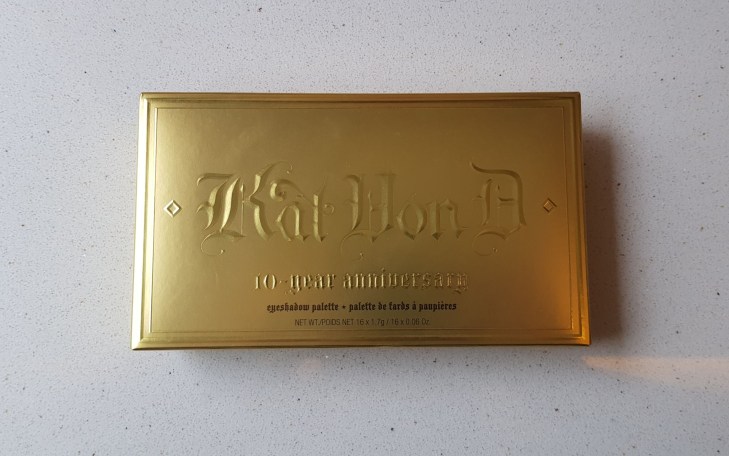 Kat Von D
10-year anniversary
eyeshadow palette + palette de fards à paupières
NET WT./POIDS NET 16 x 1.7g / 16 x 0.06 Oz.